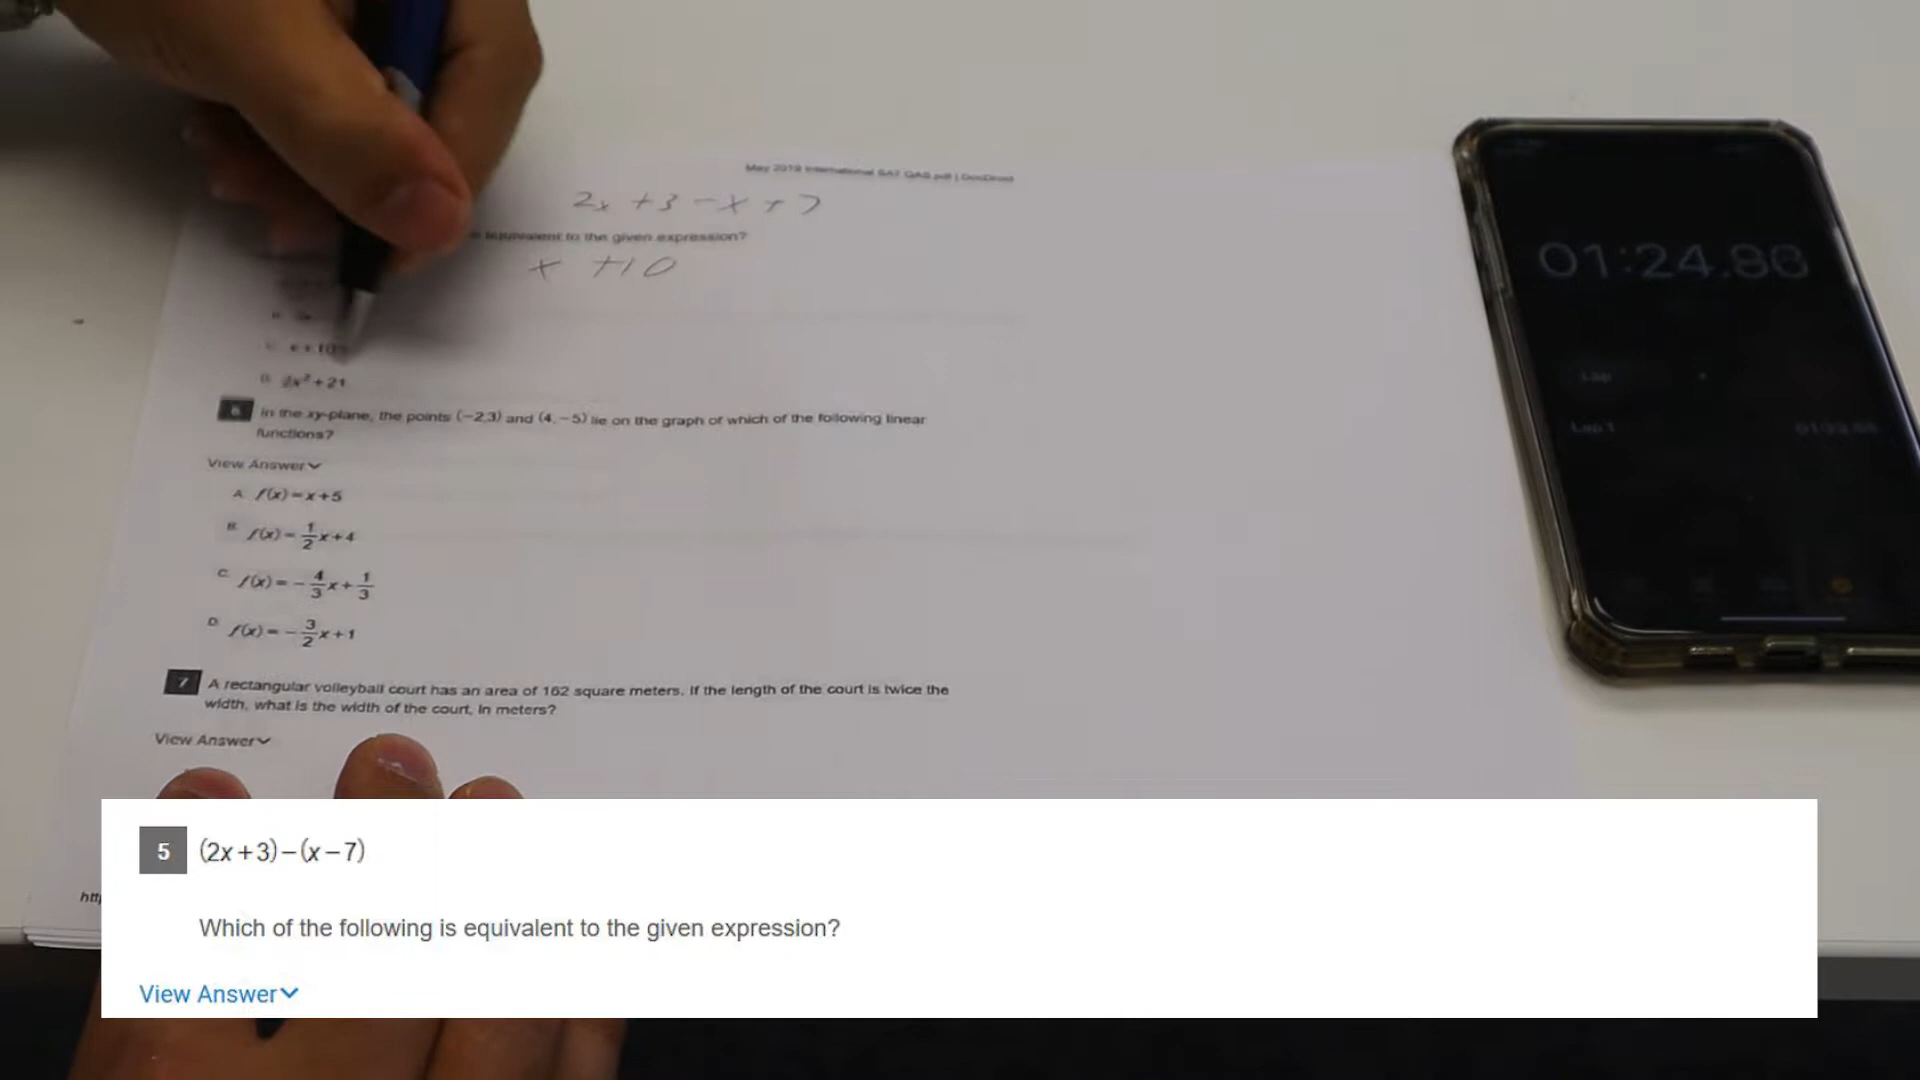 May 2019 International SAT QAS.pdf | DocDroid
2x +3 -x +7
equivalent to the given expression?
x +10
x+10
D. 2x²+21
6 In the xy-plane, the points (−2,3) and (4,−5) lie on the graph of which of the following linear
functions?
View Answer
A. f(x)=x+5
B. f(x)=1/2x+4
C. f(x)=−4/3x+1/3
D. f(x)=−3/2x+1
7 A rectangular volleyball court has an area of 162 square meters. If the length of the court is twice the
width, what is the width of the court, in meters?
View Answer
01:24.86
Lap
Lap 1
5 (2x+3)−(x−7)
Which of the following is equivalent to the given expression?
View Answer